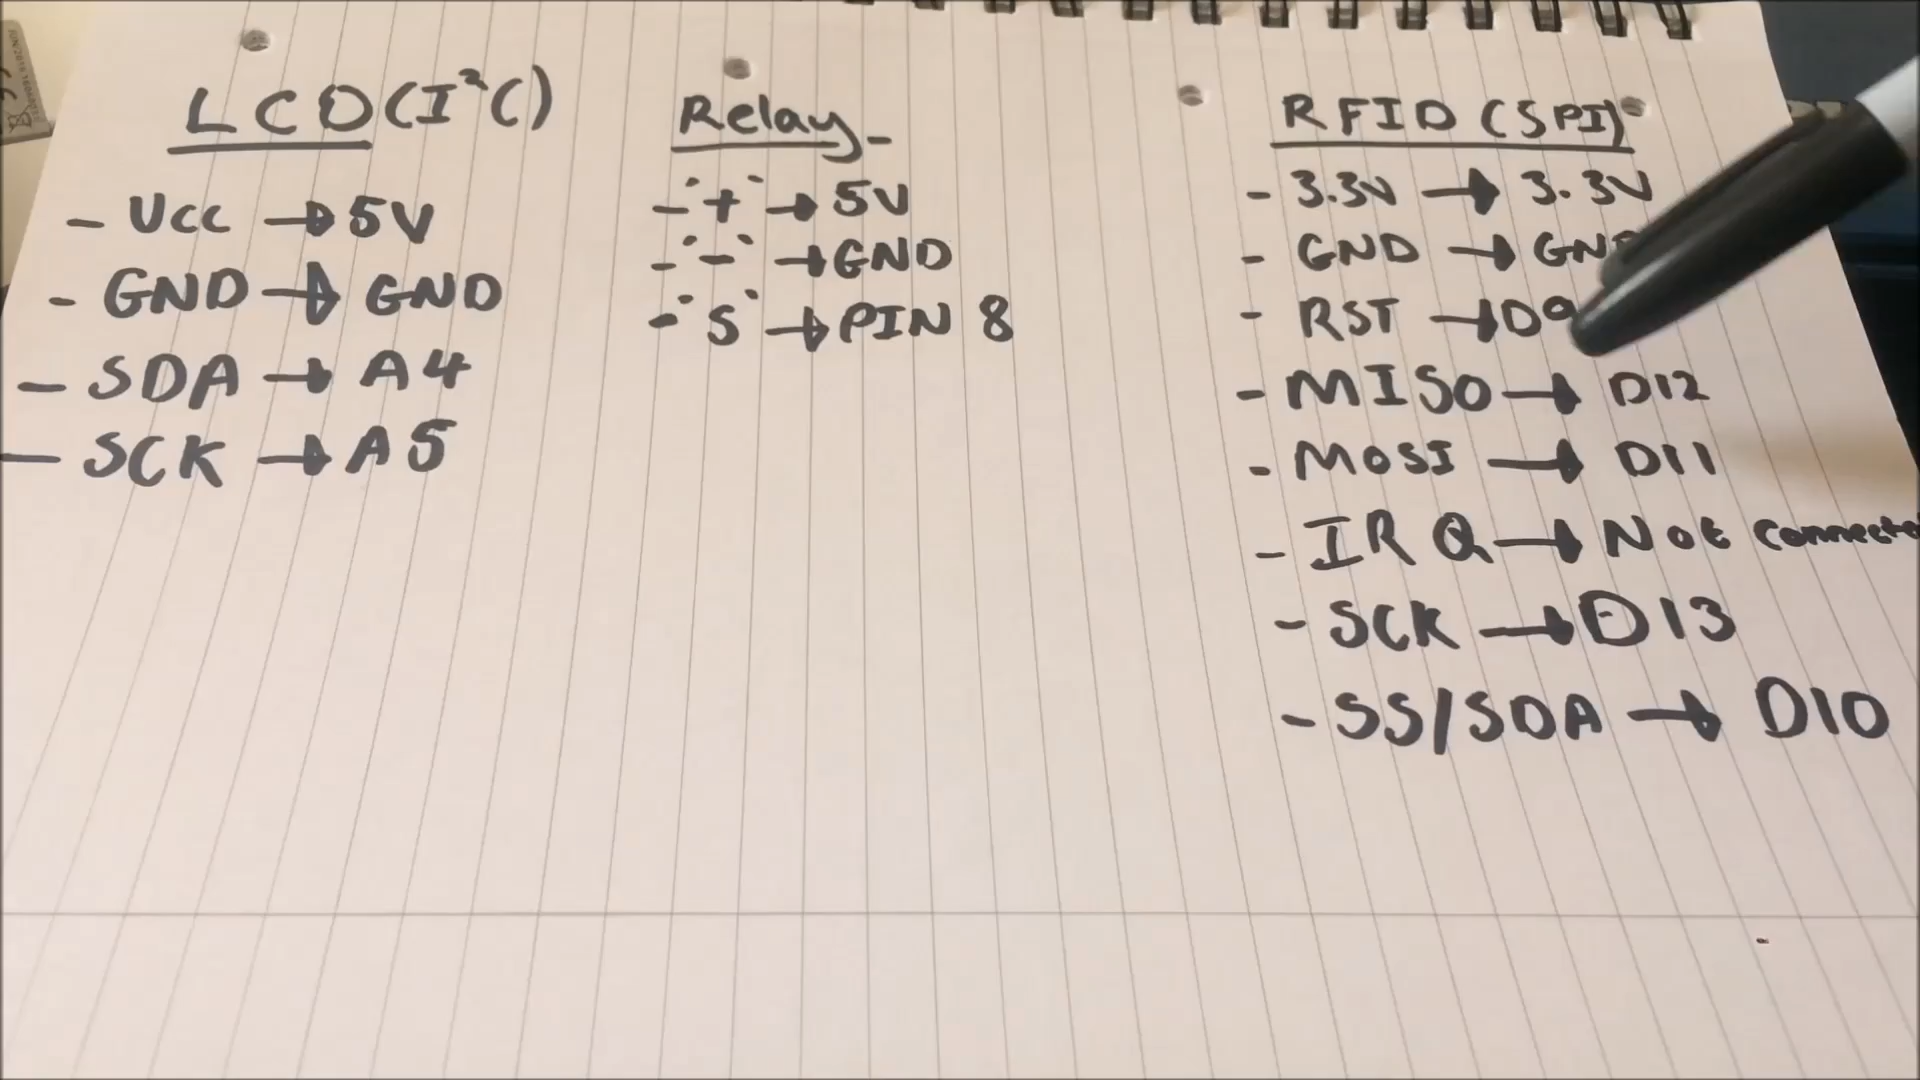 LCD (I²C)
- Vcc → 5V
- GND → GND
- SDA → A4
- SCK → A5
Relay -
- '+' → 5V
- '-' → GND
- 'S' → PIN 8
RFID (SPI)
- 3.3V → 3.3V
- GND → GND
- RST → D9
- MISO → D12
- MOSI → D11
- IRQ → Not
- SCK → D13
- SS/SDA → D10